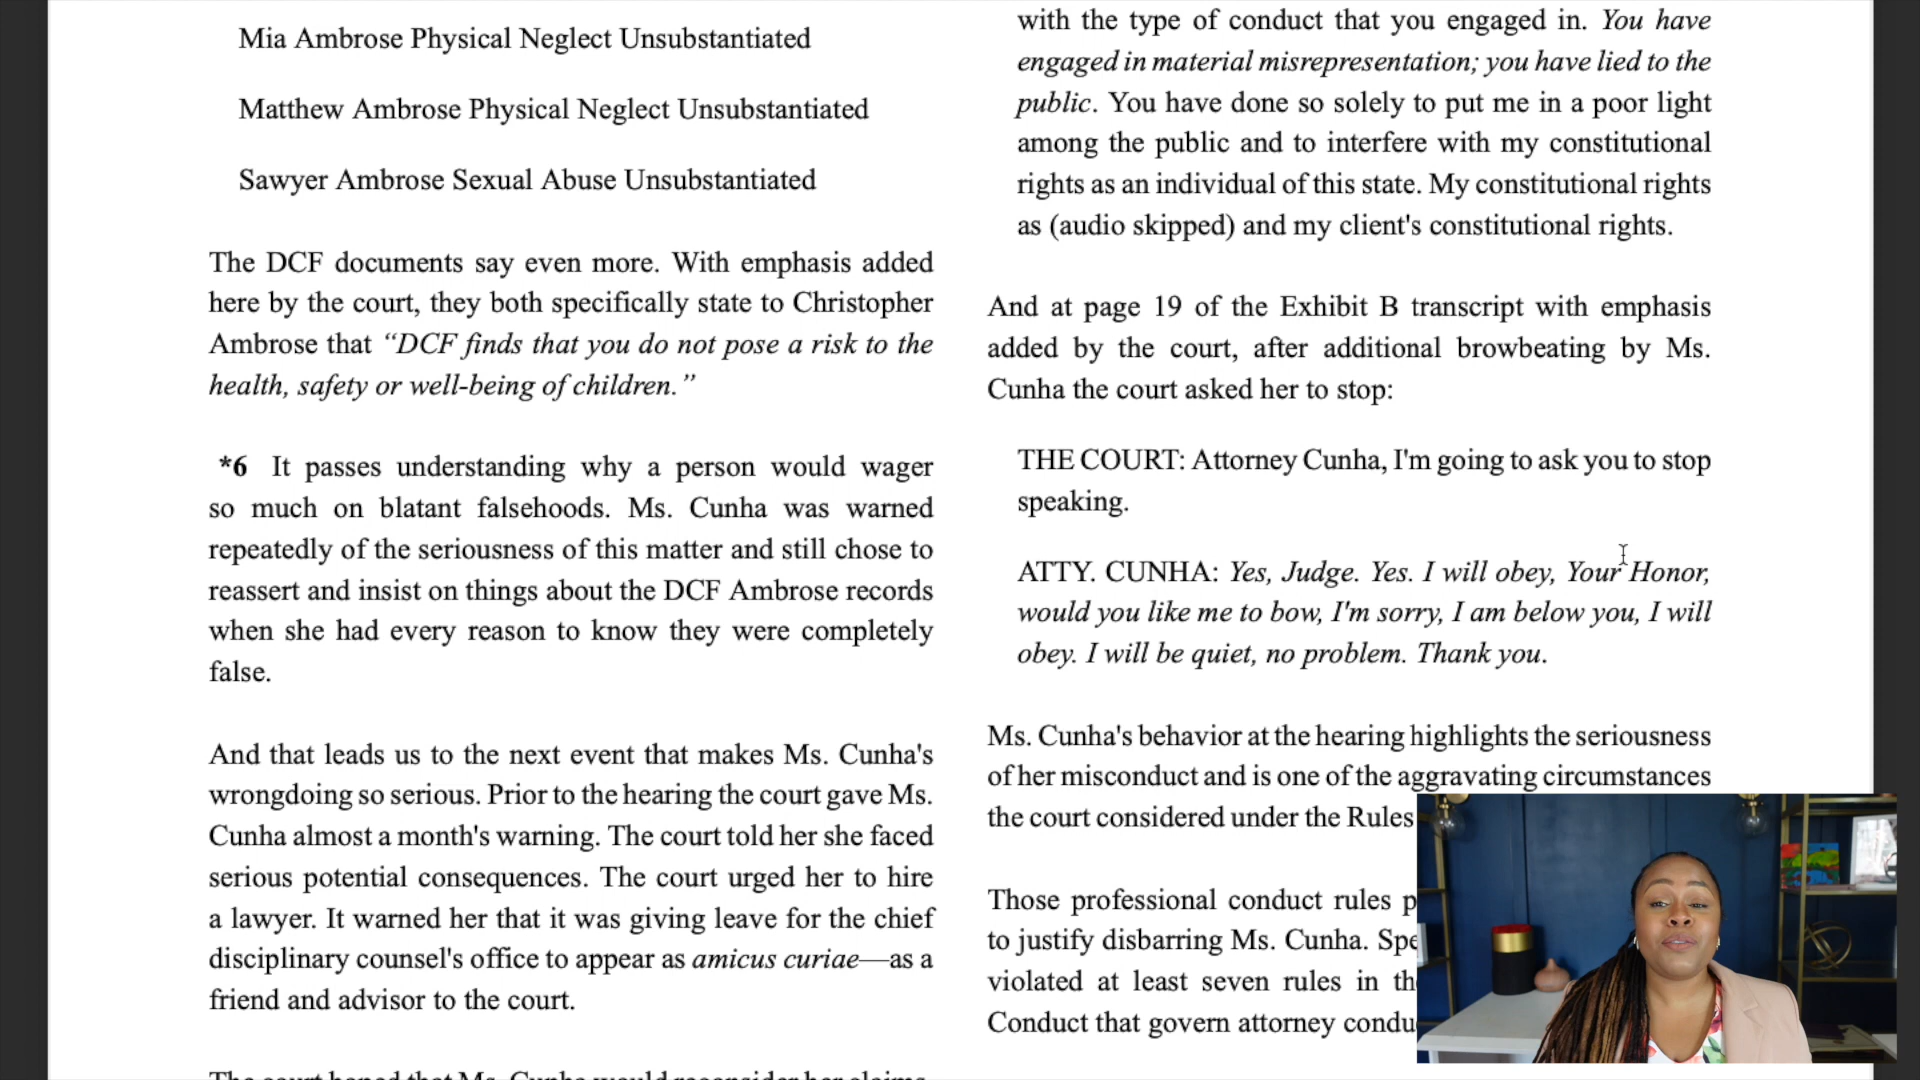 Mia Ambrose Physical Neglect Unsubstantiated
Matthew Ambrose Physical Neglect Unsubstantiated
Sawyer Ambrose Sexual Abuse Unsubstantiated
The DCF documents say even more. With emphasis added
here by the court, they both specifically state to Christopher
Ambrose that “DCF finds that you do not pose a risk to the
health, safety or well-being of children.”
*6 It passes understanding why a person would wager
so much on blatant falsehoods. Ms. Cunha was warned
repeatedly of the seriousness of this matter and still chose to
reassert and insist on things about the DCF Ambrose records
when she had every reason to know they were completely
false.
And that leads us to the next event that makes Ms. Cunha's
wrongdoing so serious. Prior to the hearing the court gave Ms.
Cunha almost a month's warning. The court told her she faced
serious potential consequences. The court urged her to hire
a lawyer. It warned her that it was giving leave for the chief
disciplinary counsel's office to appear as amicus curiae—as a
friend and advisor to the court.
The court hoped that Ms. Cunha would reconsider her claims
with the type of conduct that you engaged in. You have
engaged in material misrepresentation; you have lied to the
public. You have done so solely to put me in a poor light
among the public and to interfere with my constitutional
rights as an individual of this state. My constitutional rights
as (audio skipped) and my client's constitutional rights.
And at page 19 of the Exhibit B transcript with emphasis
added by the court, after additional browbeating by Ms.
Cunha the court asked her to stop:
THE COURT: Attorney Cunha, I'm going to ask you to stop
speaking.
ATTY. CUNHA: Yes, Judge. Yes. I will obey, Your Honor,
would you like me to bow, I'm sorry, I am below you, I will
obey. I will be quiet, no problem. Thank you.
Ms. Cunha's behavior at the hearing highlights the seriousness
of her misconduct and is one of the aggravating circumstances
the court considered under the Rules
Those professional conduct rules p
to justify disbarring Ms. Cunha. Spe
violated at least seven rules in th
Conduct that govern attorney condu